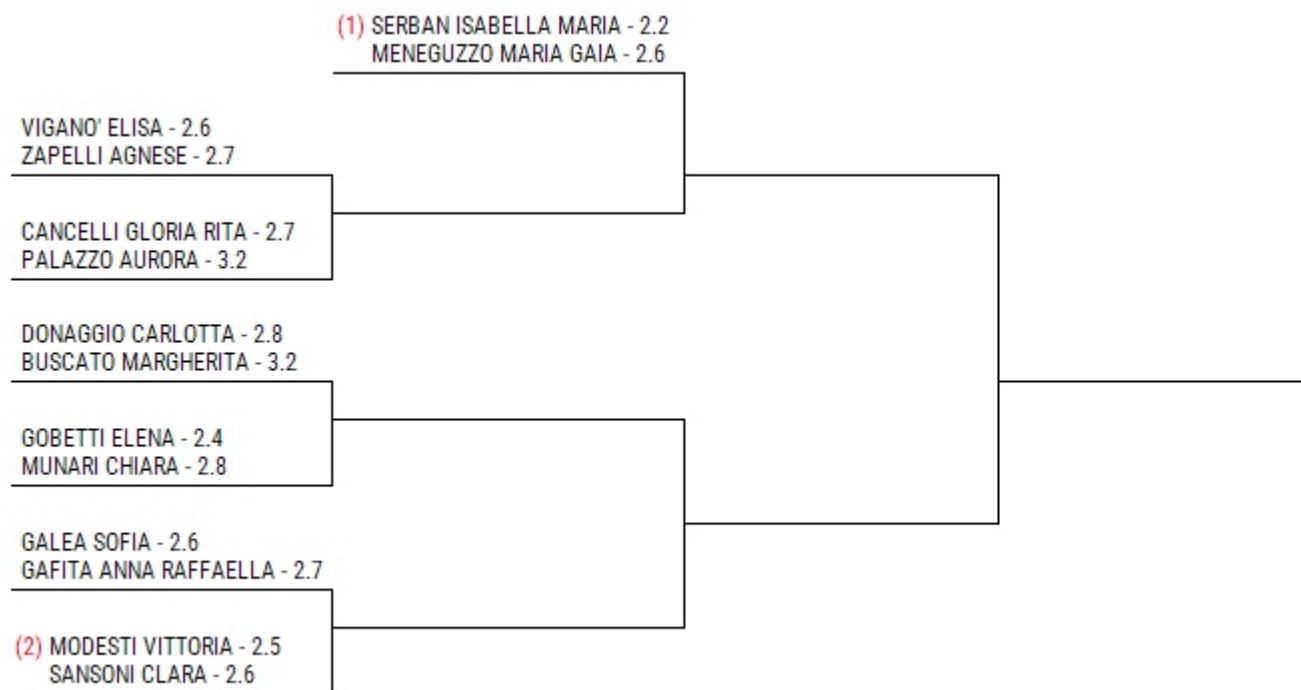 (1) SERBAN ISABELLA MARIA - 2.2
MENEGUZZO MARIA GAIA - 2.6
VIGANO' ELISA - 2.6
ZAPELLI AGNESE - 2.7
CANCELLI GLORIA RITA - 2.7
PALAZZO AURORA - 3.2
DONAGGIO CARLOTTA - 2.8
BUSCATO MARGHERITA - 3.2
GOBETTI ELENA - 2.4
MUNARI CHIARA - 2.8
GALEA SOFIA - 2.6
GAFITA ANNA RAFFAELLA - 2.7
(2) MODESTI VITTORIA - 2.5
SANSONI CLARA - 2.6